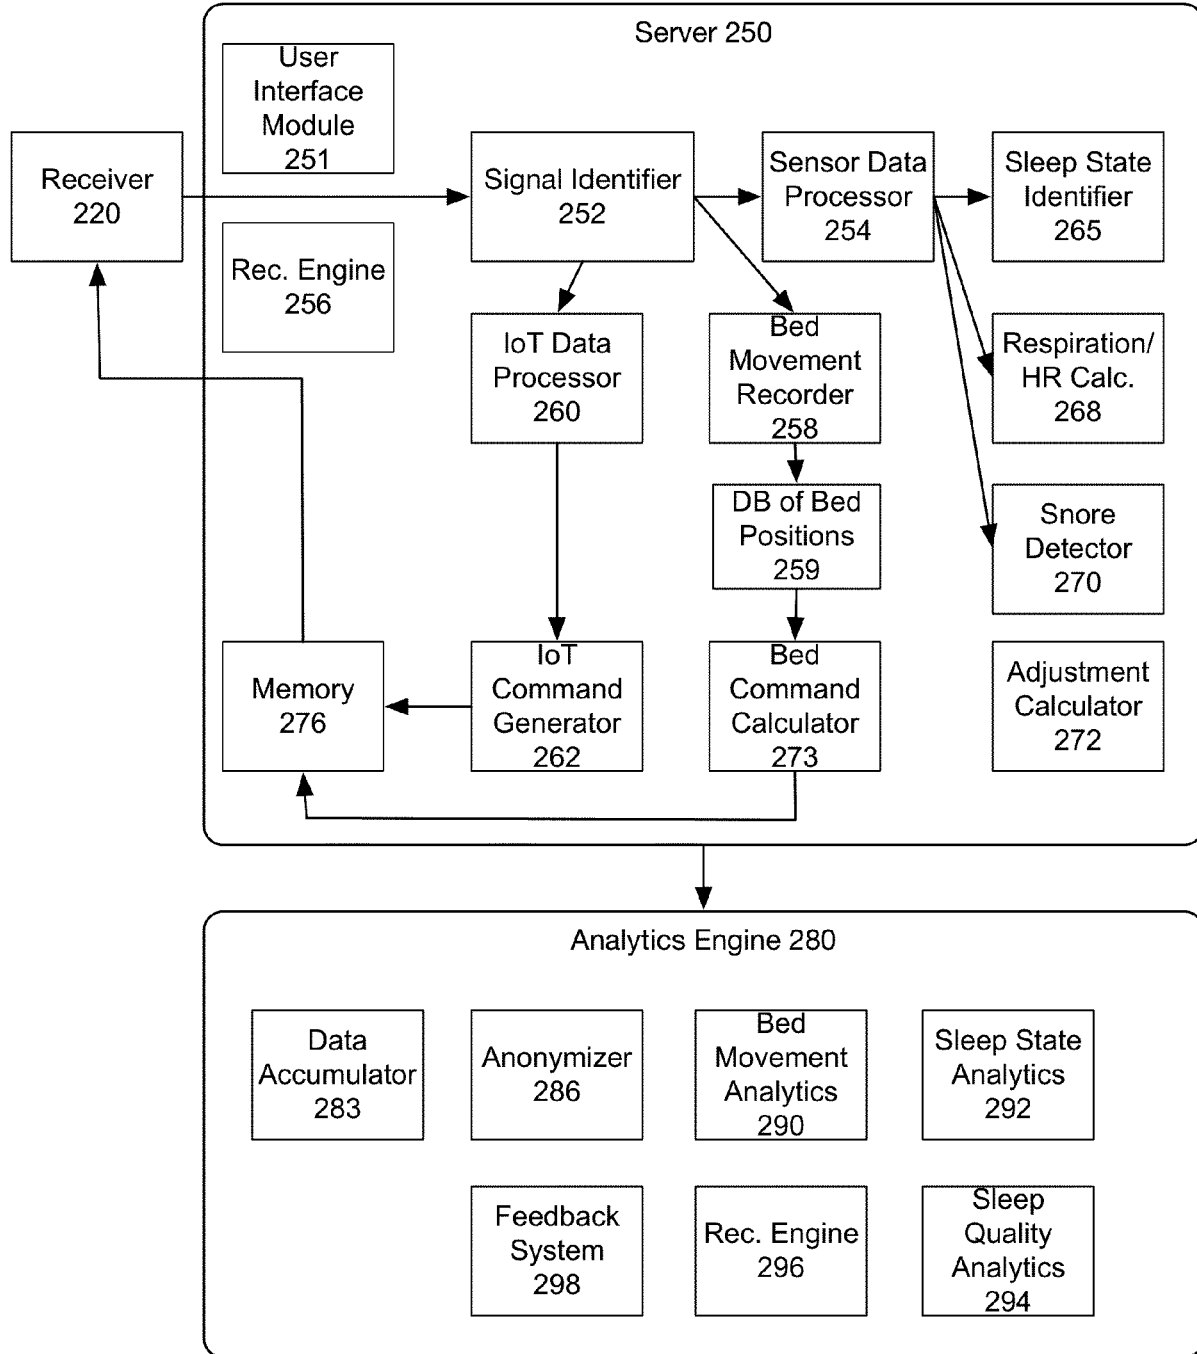 Server 250
User
Interface
Module
251
Receiver
220
Signal Identifier
252
Sensor Data
Processor
254
Sleep State
Identifier
265
Rec. Engine
256
IoT Data
Processor
260
Bed
Movement
Recorder
258
Respiration/
HR Calc.
268
DB of Bed
Positions
259
Snore
Detector
270
Memory
276
IoT
Command
Generator
262
Bed
Command
Calculator
273
Adjustment
Calculator
272
Analytics Engine 280
Data
Accumulator
283
Anonymizer
286
Bed
Movement
Analytics
290
Sleep State
Analytics
292
Feedback
System
298
Rec. Engine
296
Sleep
Quality
Analytics
294